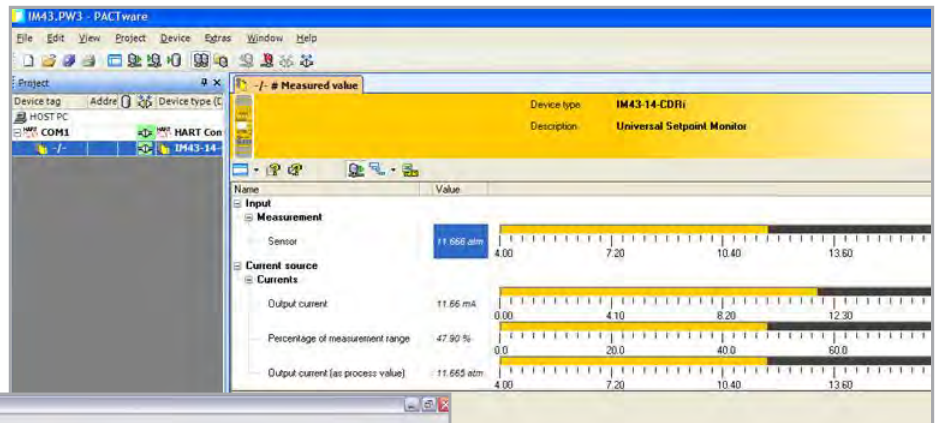 IM43.PW3 - PACTware
File Edit View Project Device Extras Window Help
Project
-/- # Measured value
Device tag Addre Device type (D
HOST PC
COM1 HART HART Con
-/- IM43-14-
Device type IM43-14-CDRi
Description Universal Setpoint Monitor
Name Value
Input
Measurement
Sensor 11.666 atm
4.00 7.20 10.40 13.60
Current source
Currents
Output current 11.66 mA
0.00 4.10 8.20 12.30
Percentage of measurement range 47.90 %
0.0 20.0 40.0 60.0
Output current (as process value) 11.665 atm
4.00 7.20 10.40 13.60